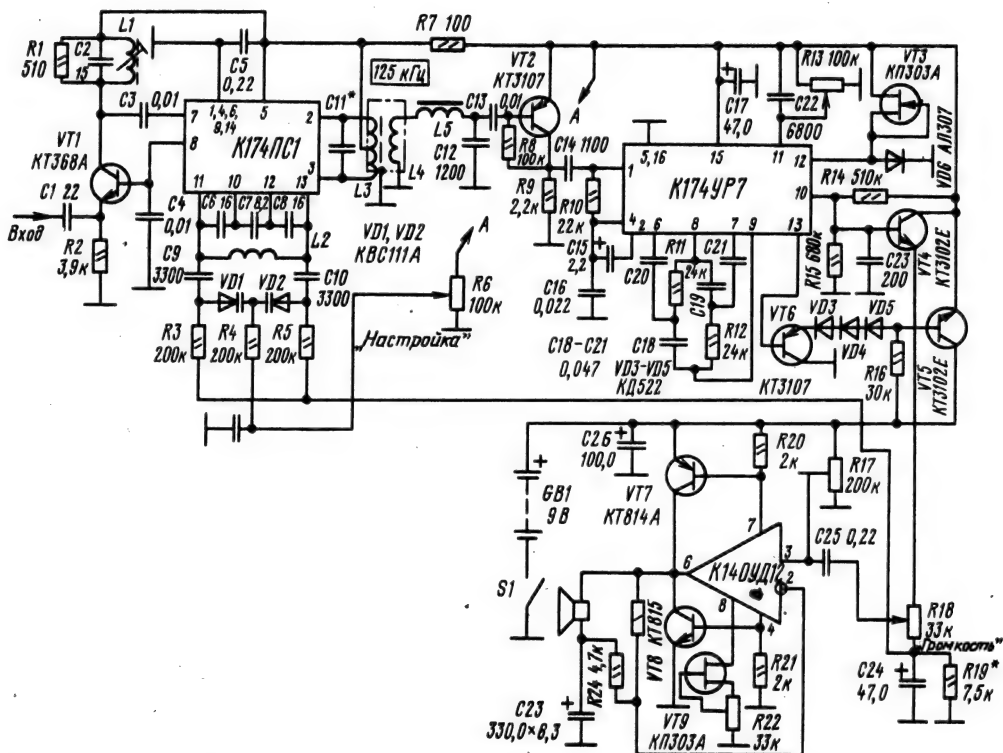 L1
R7 100
R1
510
C2
15
C5
0,22
125 кГц
VT2
КТ3107
A
R13 100к
VT3
КП303А
C3
0,01
1,4,6,
9,14
5
7
8
К174ПС1
2
3
C11*
L3
L4
L5
C13
0,01
C12
1200
R8
100к
C14 1100
C17
47,0
C22
6800
VT1
КТ368А
C1 22
Вход
R2
3,9к
C4
0,01
11
10
12
13
C6 16
C7 8,2
C8 16
L2
C9
3300
C10
3300
VD1
VD2
VD1, VD2
КВС111А
A
R6
100к
„Настройка"
R3
200к
R4
200к
R5
200к
R9
2,2к
R10
22к
C15
2,2
C16
0,022
5,16
15
11
12
К174УР7
1
4
2
6
8
7
9
13
10
VD6 АЛ307
R14 510к
C20
R11
24к
C21
C19
C18
R12
24к
C18-C21
0,047
VD3-VD5
КД522
R15 680к
C23
200
VT4
КТ3102Е
VT6
КТ3107
VD3
VD5
VD4
R16
30к
VT5
КТ3102Е
C26
100,0
GB1
9 В
S1
VT7
КТ814А
R20
2к
R17
200к
7
6
К140УД12
3
2
8
4
C25 0,22
R18
33к
„Громкость"
КТ815
VT8
R24 4,7к
R21
2к
R22
33к
VT9
КП303А
C23
330,0×6,3
C24
47,0
R19*
7,5к